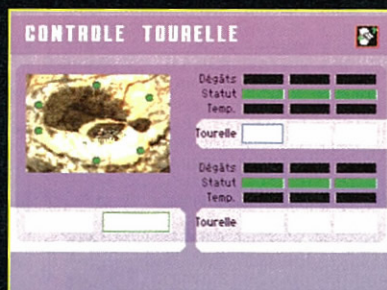 CONTROLE TOURELLE
Dégâts
Statut
Temp.
Tourelle
Dégâts
Statut
Temp.
Tourelle